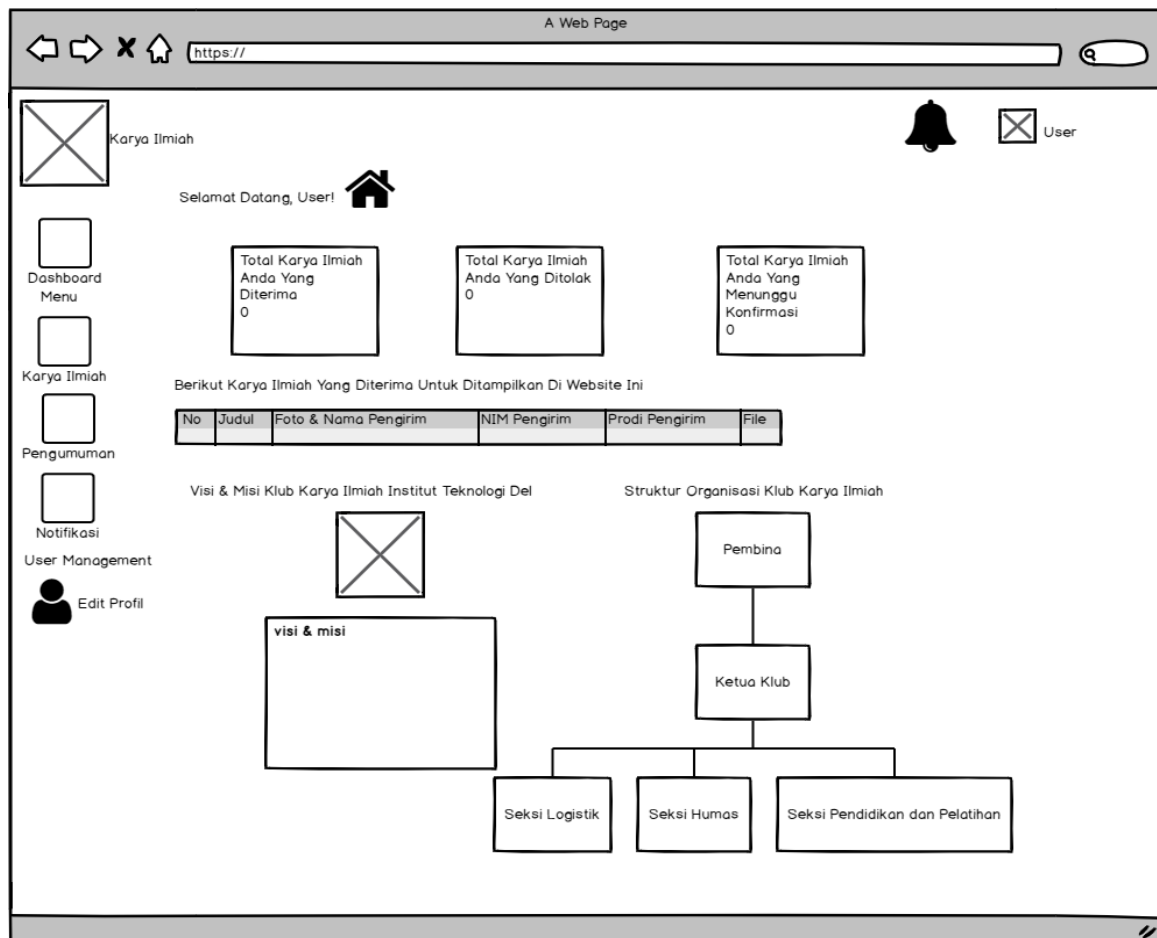 A Web Page
https://
Karya Ilmiah
User
Selamat Datang, User!
Dashboard
Menu
Karya Ilmiah
Pengumuman
Notifikasi
User Management
Edit Profil
Total Karya Ilmiah
Anda Yang
Diterima
0
Total Karya Ilmiah
Anda Yang Ditolak
0
Total Karya Ilmiah
Anda Yang
Menunggu
Konfirmasi
0
Berikut Karya Ilmiah Yang Diterima Untuk Ditampilkan Di Website Ini
No Judul Foto & Nama Pengirim NIM Pengirim Prodi Pengirim File
Visi & Misi Klub Karya Ilmiah Institut Teknologi Del
visi & misi
Struktur Organisasi Klub Karya Ilmiah
Pembina
Ketua Klub
Seksi Logistik
Seksi Humas
Seksi Pendidikan dan Pelatihan